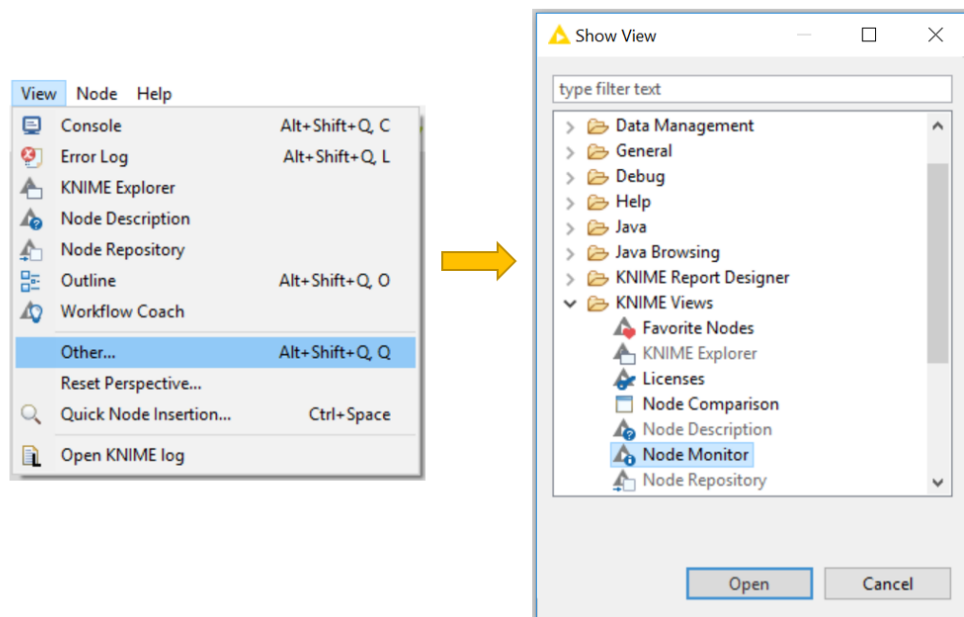 View Node Help
Console Alt+Shift+Q, C
Error Log Alt+Shift+Q, L
KNIME Explorer
Node Description
Node Repository
Outline Alt+Shift+Q, O
Workflow Coach
Other... Alt+Shift+Q, Q
Reset Perspective...
Quick Node Insertion... Ctrl+Space
Open KNIME log
Show View
type filter text
Data Management
General
Debug
Help
Java
Java Browsing
KNIME Report Designer
KNIME Views
Favorite Nodes
KNIME Explorer
Licenses
Node Comparison
Node Description
Node Monitor
Node Repository
Open Cancel